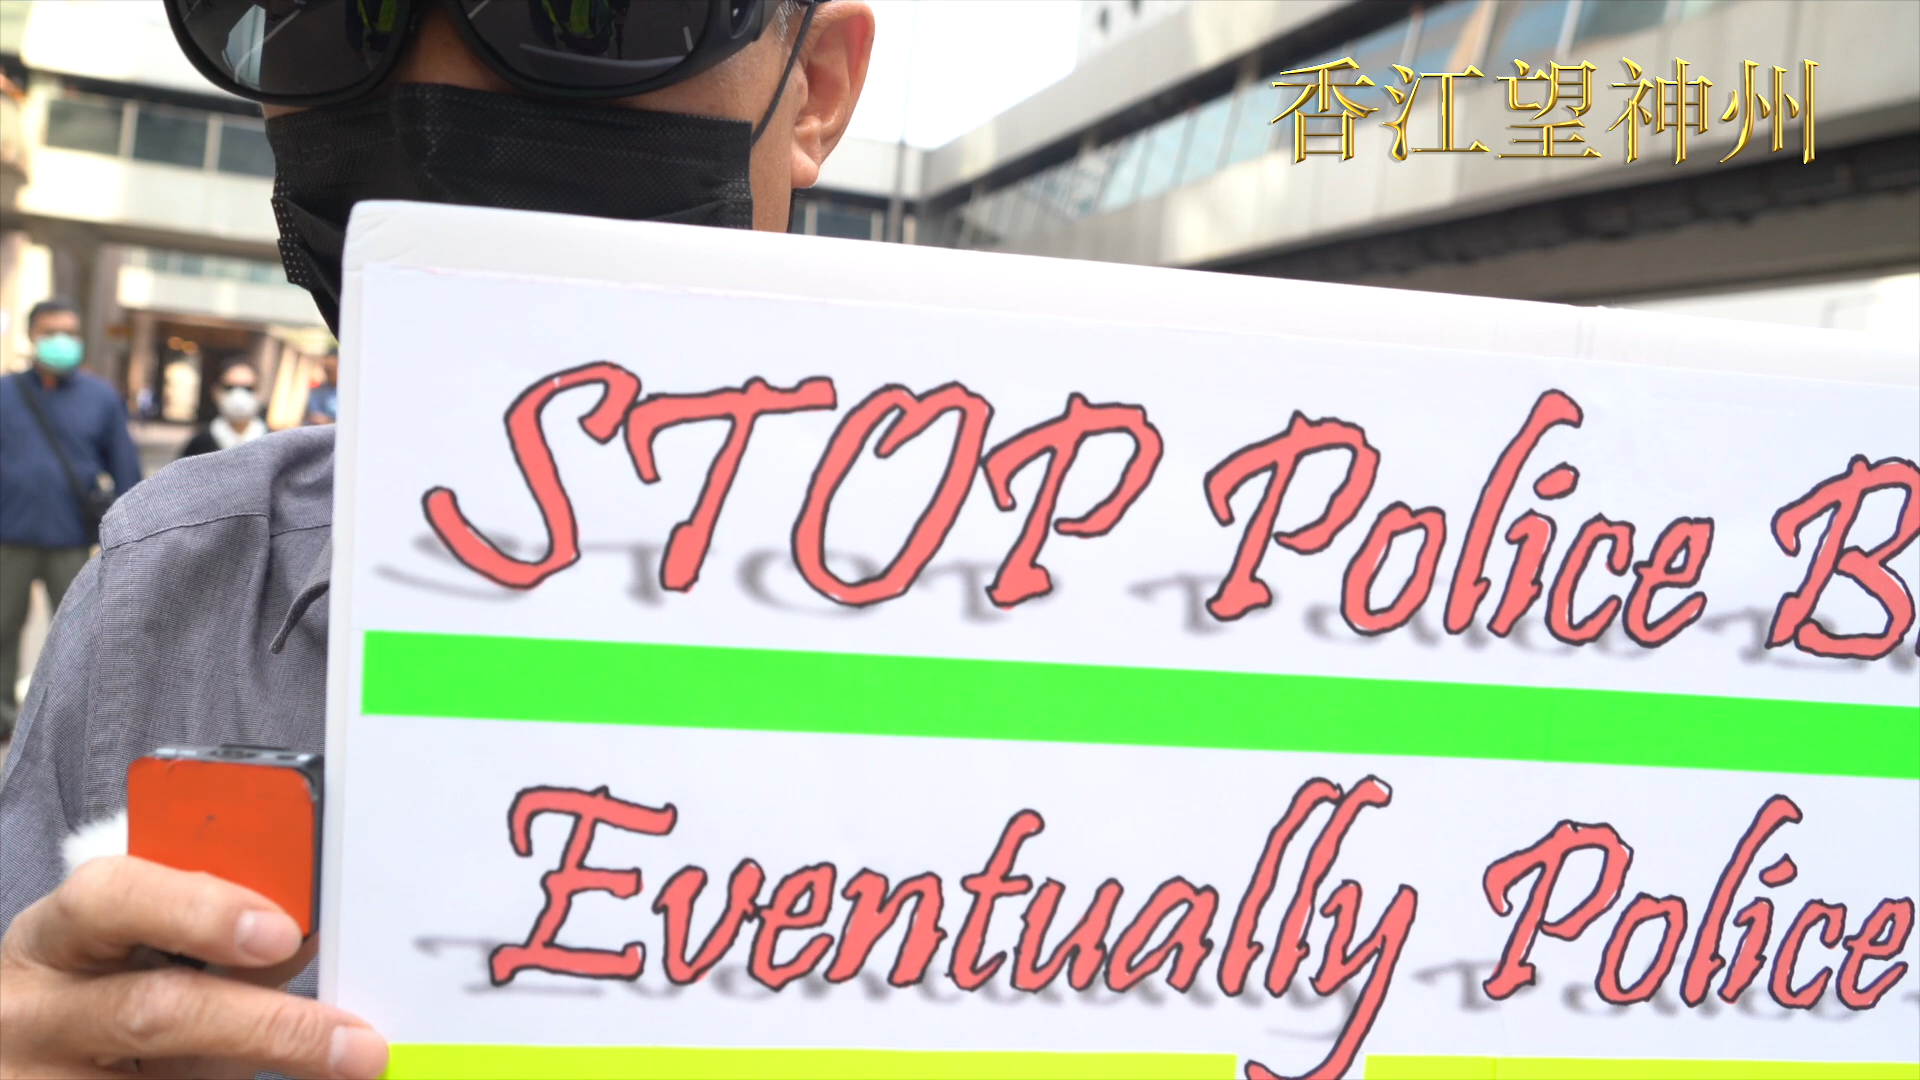 香江望神州
STOP Police B
Eventually Police